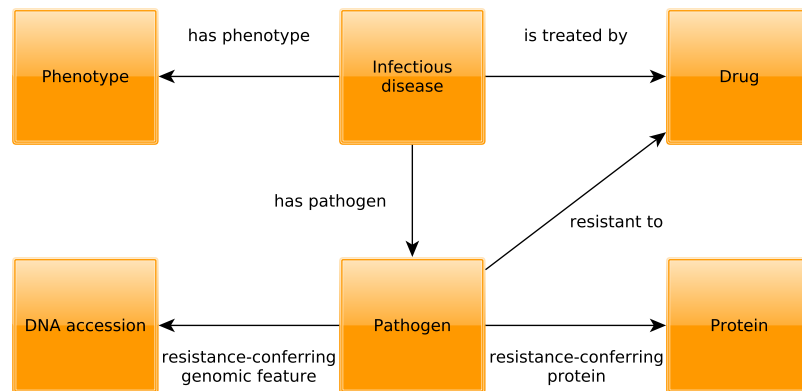 has phenotype
is treated by
Phenotype
Infectious
disease
Drug
has pathogen
resistant to
DNA accession
Pathogen
Protein
resistance-conferring
genomic feature
resistance-conferring
protein